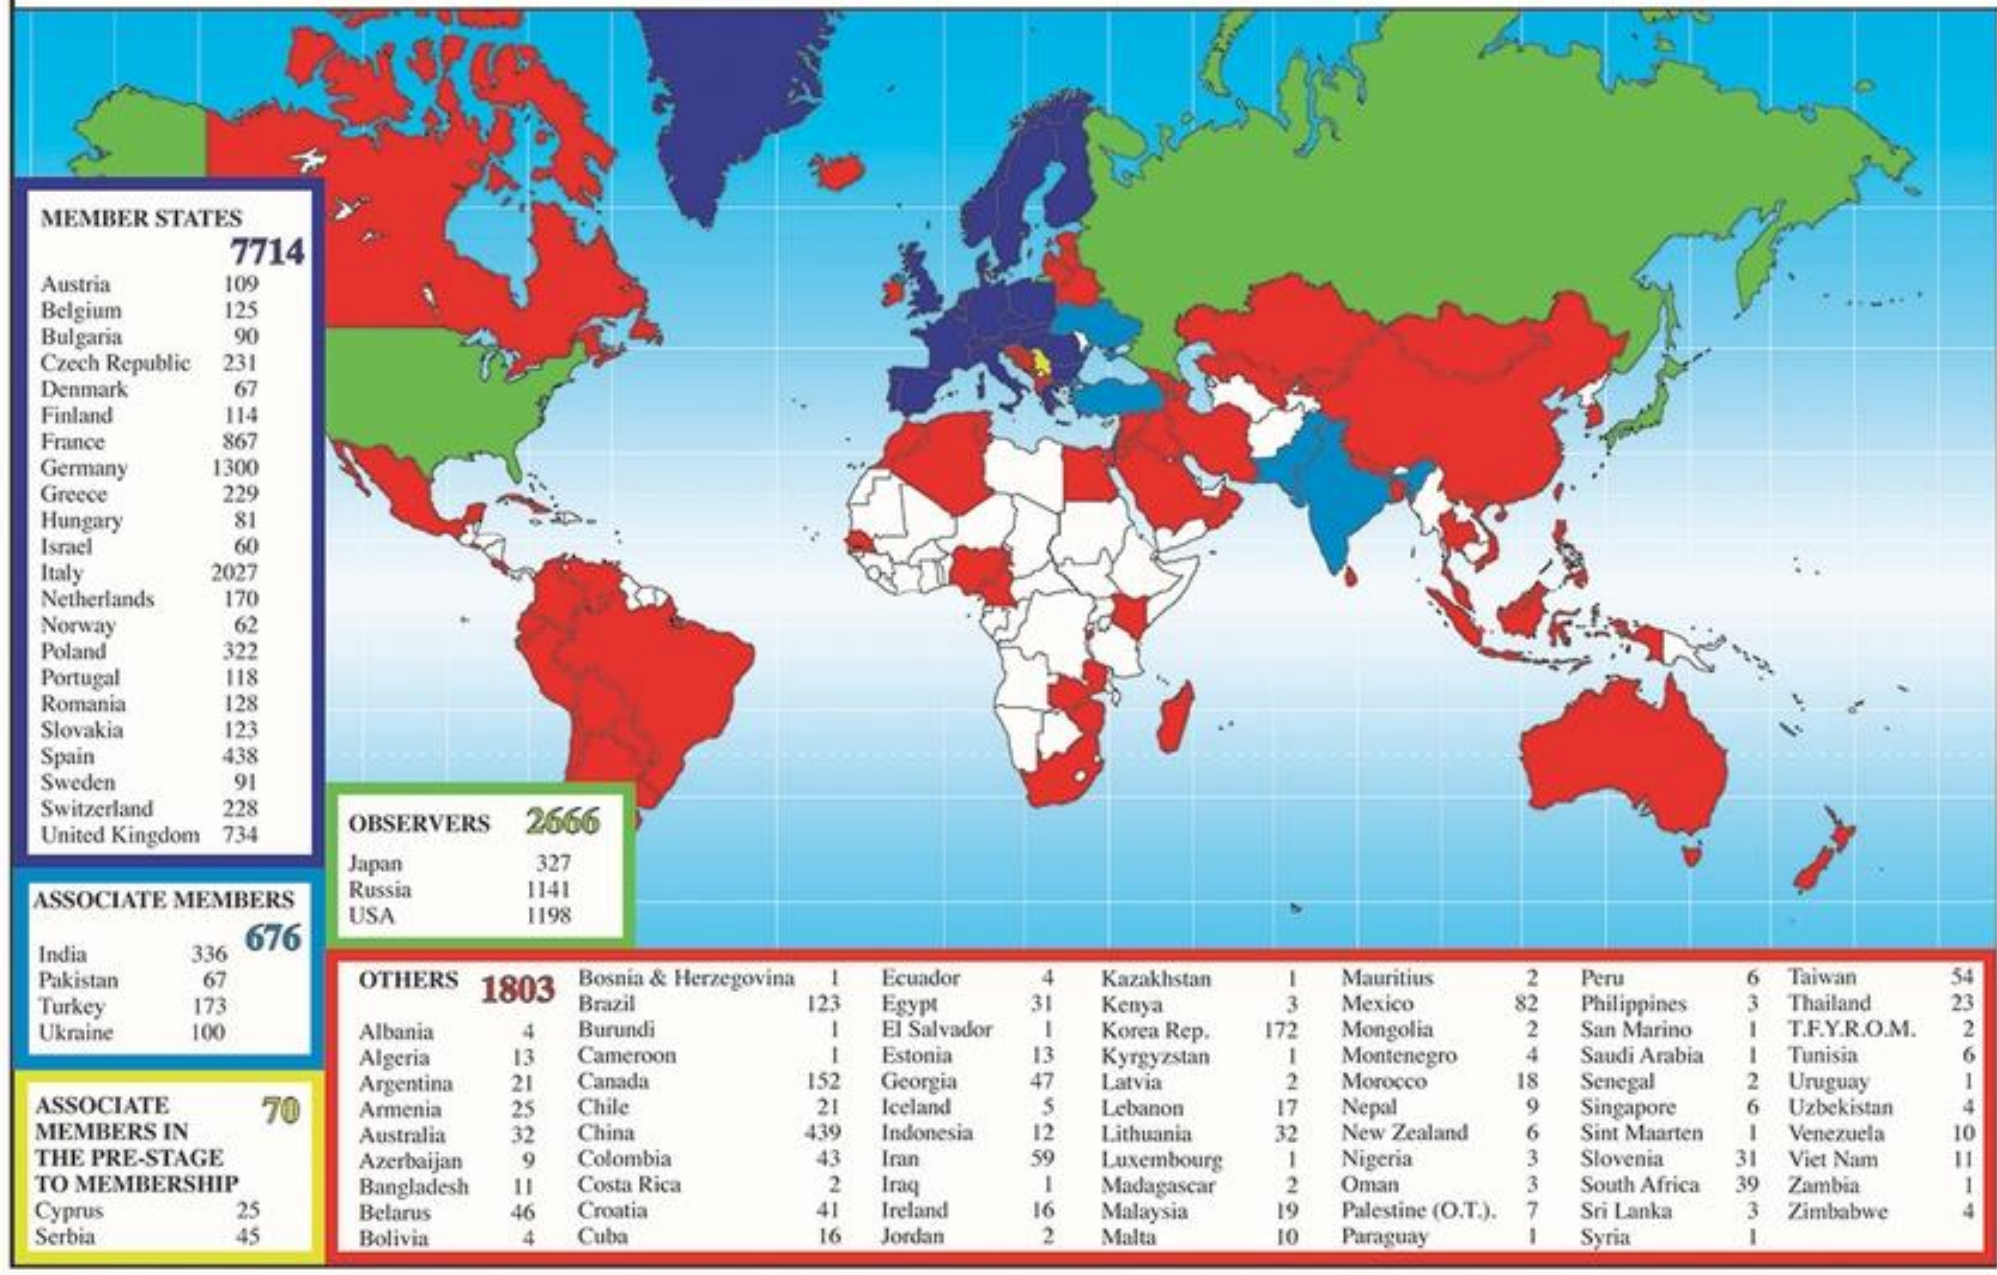 MEMBER STATES
7714
Austria 109
Belgium 125
Bulgaria 90
Czech Republic 231
Denmark 67
Finland 114
France 867
Germany 1300
Greece 229
Hungary 81
Israel 60
Italy 2027
Netherlands 170
Norway 62
Poland 322
Portugal 118
Romania 128
Slovakia 123
Spain 438
Sweden 91
Switzerland 228
United Kingdom 734
ASSOCIATE MEMBERS
676
India 336
Pakistan 67
Turkey 173
Ukraine 100
ASSOCIATE 70
MEMBERS IN
THE PRE-STAGE
TO MEMBERSHIP
Cyprus 25
Serbia 45
OBSERVERS 2666
Japan 327
Russia 1141
USA 1198
OTHERS 1803
Albania 4
Algeria 13
Argentina 21
Armenia 25
Australia 32
Azerbaijan 9
Bangladesh 11
Belarus 46
Bolivia 4
Bosnia & Herzegovina 1
Brazil 123
Burundi 1
Cameroon 1
Canada 152
Chile 21
China 439
Colombia 43
Costa Rica 2
Croatia 41
Cuba 16
Ecuador 4
Egypt 31
El Salvador 1
Estonia 13
Georgia 47
Iceland 5
Indonesia 12
Iran 59
Iraq 1
Ireland 16
Jordan 2
Kazakhstan 1
Kenya 3
Korea Rep. 172
Kyrgyzstan 1
Latvia 2
Lebanon 17
Lithuania 32
Luxembourg 1
Madagascar 2
Malaysia 19
Malta 10
Mauritius 2
Mexico 82
Mongolia 2
Montenegro 4
Morocco 18
Nepal 9
New Zealand 6
Nigeria 3
Oman 3
Palestine (O.T.). 7
Paraguay 1
Peru 6
Philippines 3
San Marino 1
Saudi Arabia 1
Senegal 2
Singapore 6
Sint Maarten 1
Slovenia 31
South Africa 39
Sri Lanka 3
Syria 1
Taiwan 54
Thailand 23
T.F.Y.R.O.M. 2
Tunisia 6
Uruguay 1
Uzbekistan 4
Venezuela 10
Viet Nam 11
Zambia 1
Zimbabwe 4